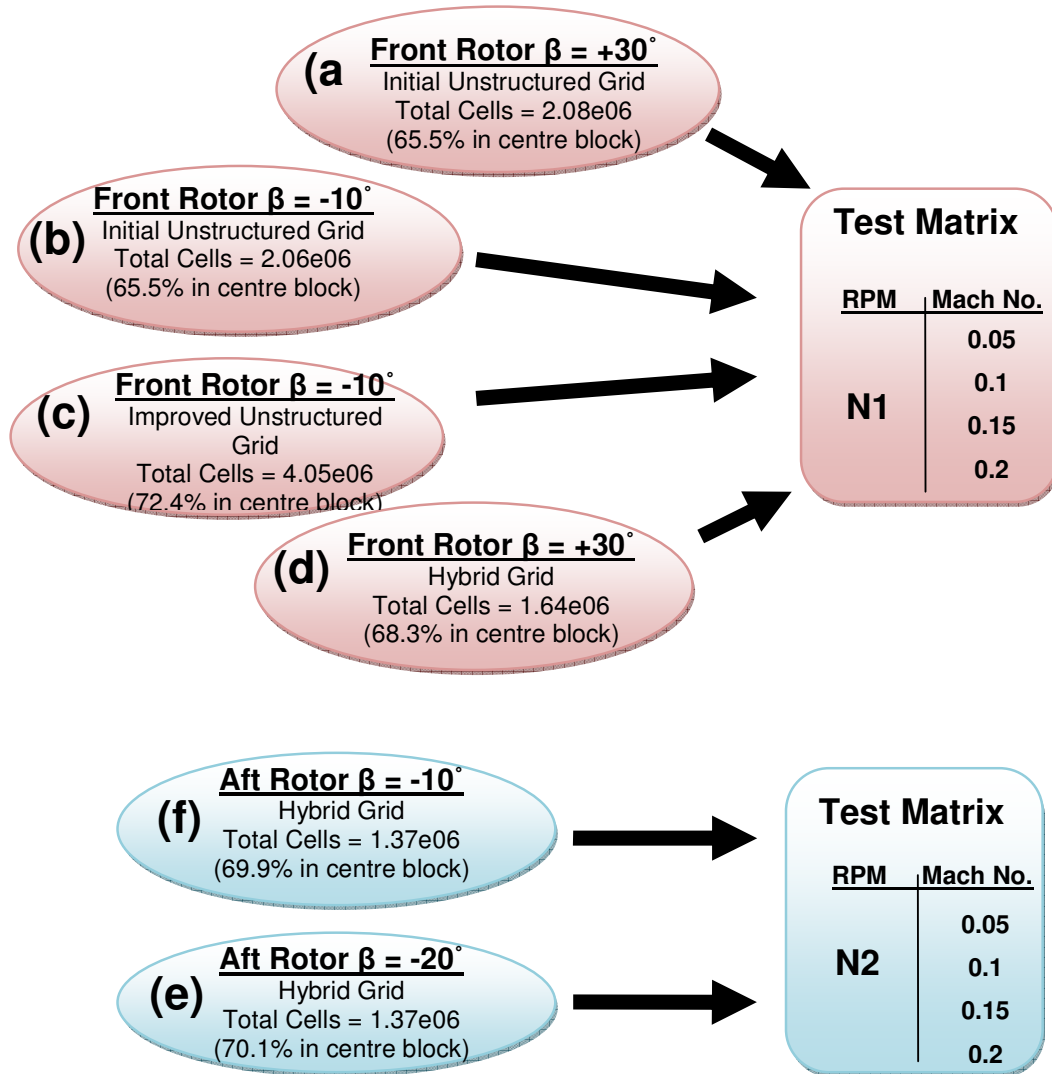 (a
Front Rotor β = +30˚
Initial Unstructured Grid
Total Cells = 2.08e06
(65.5% in centre block)
(b)
Front Rotor β = -10˚
Initial Unstructured Grid
Total Cells = 2.06e06
(65.5% in centre block)
(c)
Front Rotor β = -10˚
Improved Unstructured
Grid
Total Cells = 4.05e06
(72.4% in centre block)
(d)
Front Rotor β = +30˚
Hybrid Grid
Total Cells = 1.64e06
(68.3% in centre block)
Test Matrix
RPM Mach No.
0.05
0.1
N1
0.15
0.2
(f)
Aft Rotor β = -10˚
Hybrid Grid
Total Cells = 1.37e06
(69.9% in centre block)
(e)
Aft Rotor β = -20˚
Hybrid Grid
Total Cells = 1.37e06
(70.1% in centre block)
Test Matrix
RPM Mach No.
0.05
N2 0.1
0.15
0.2